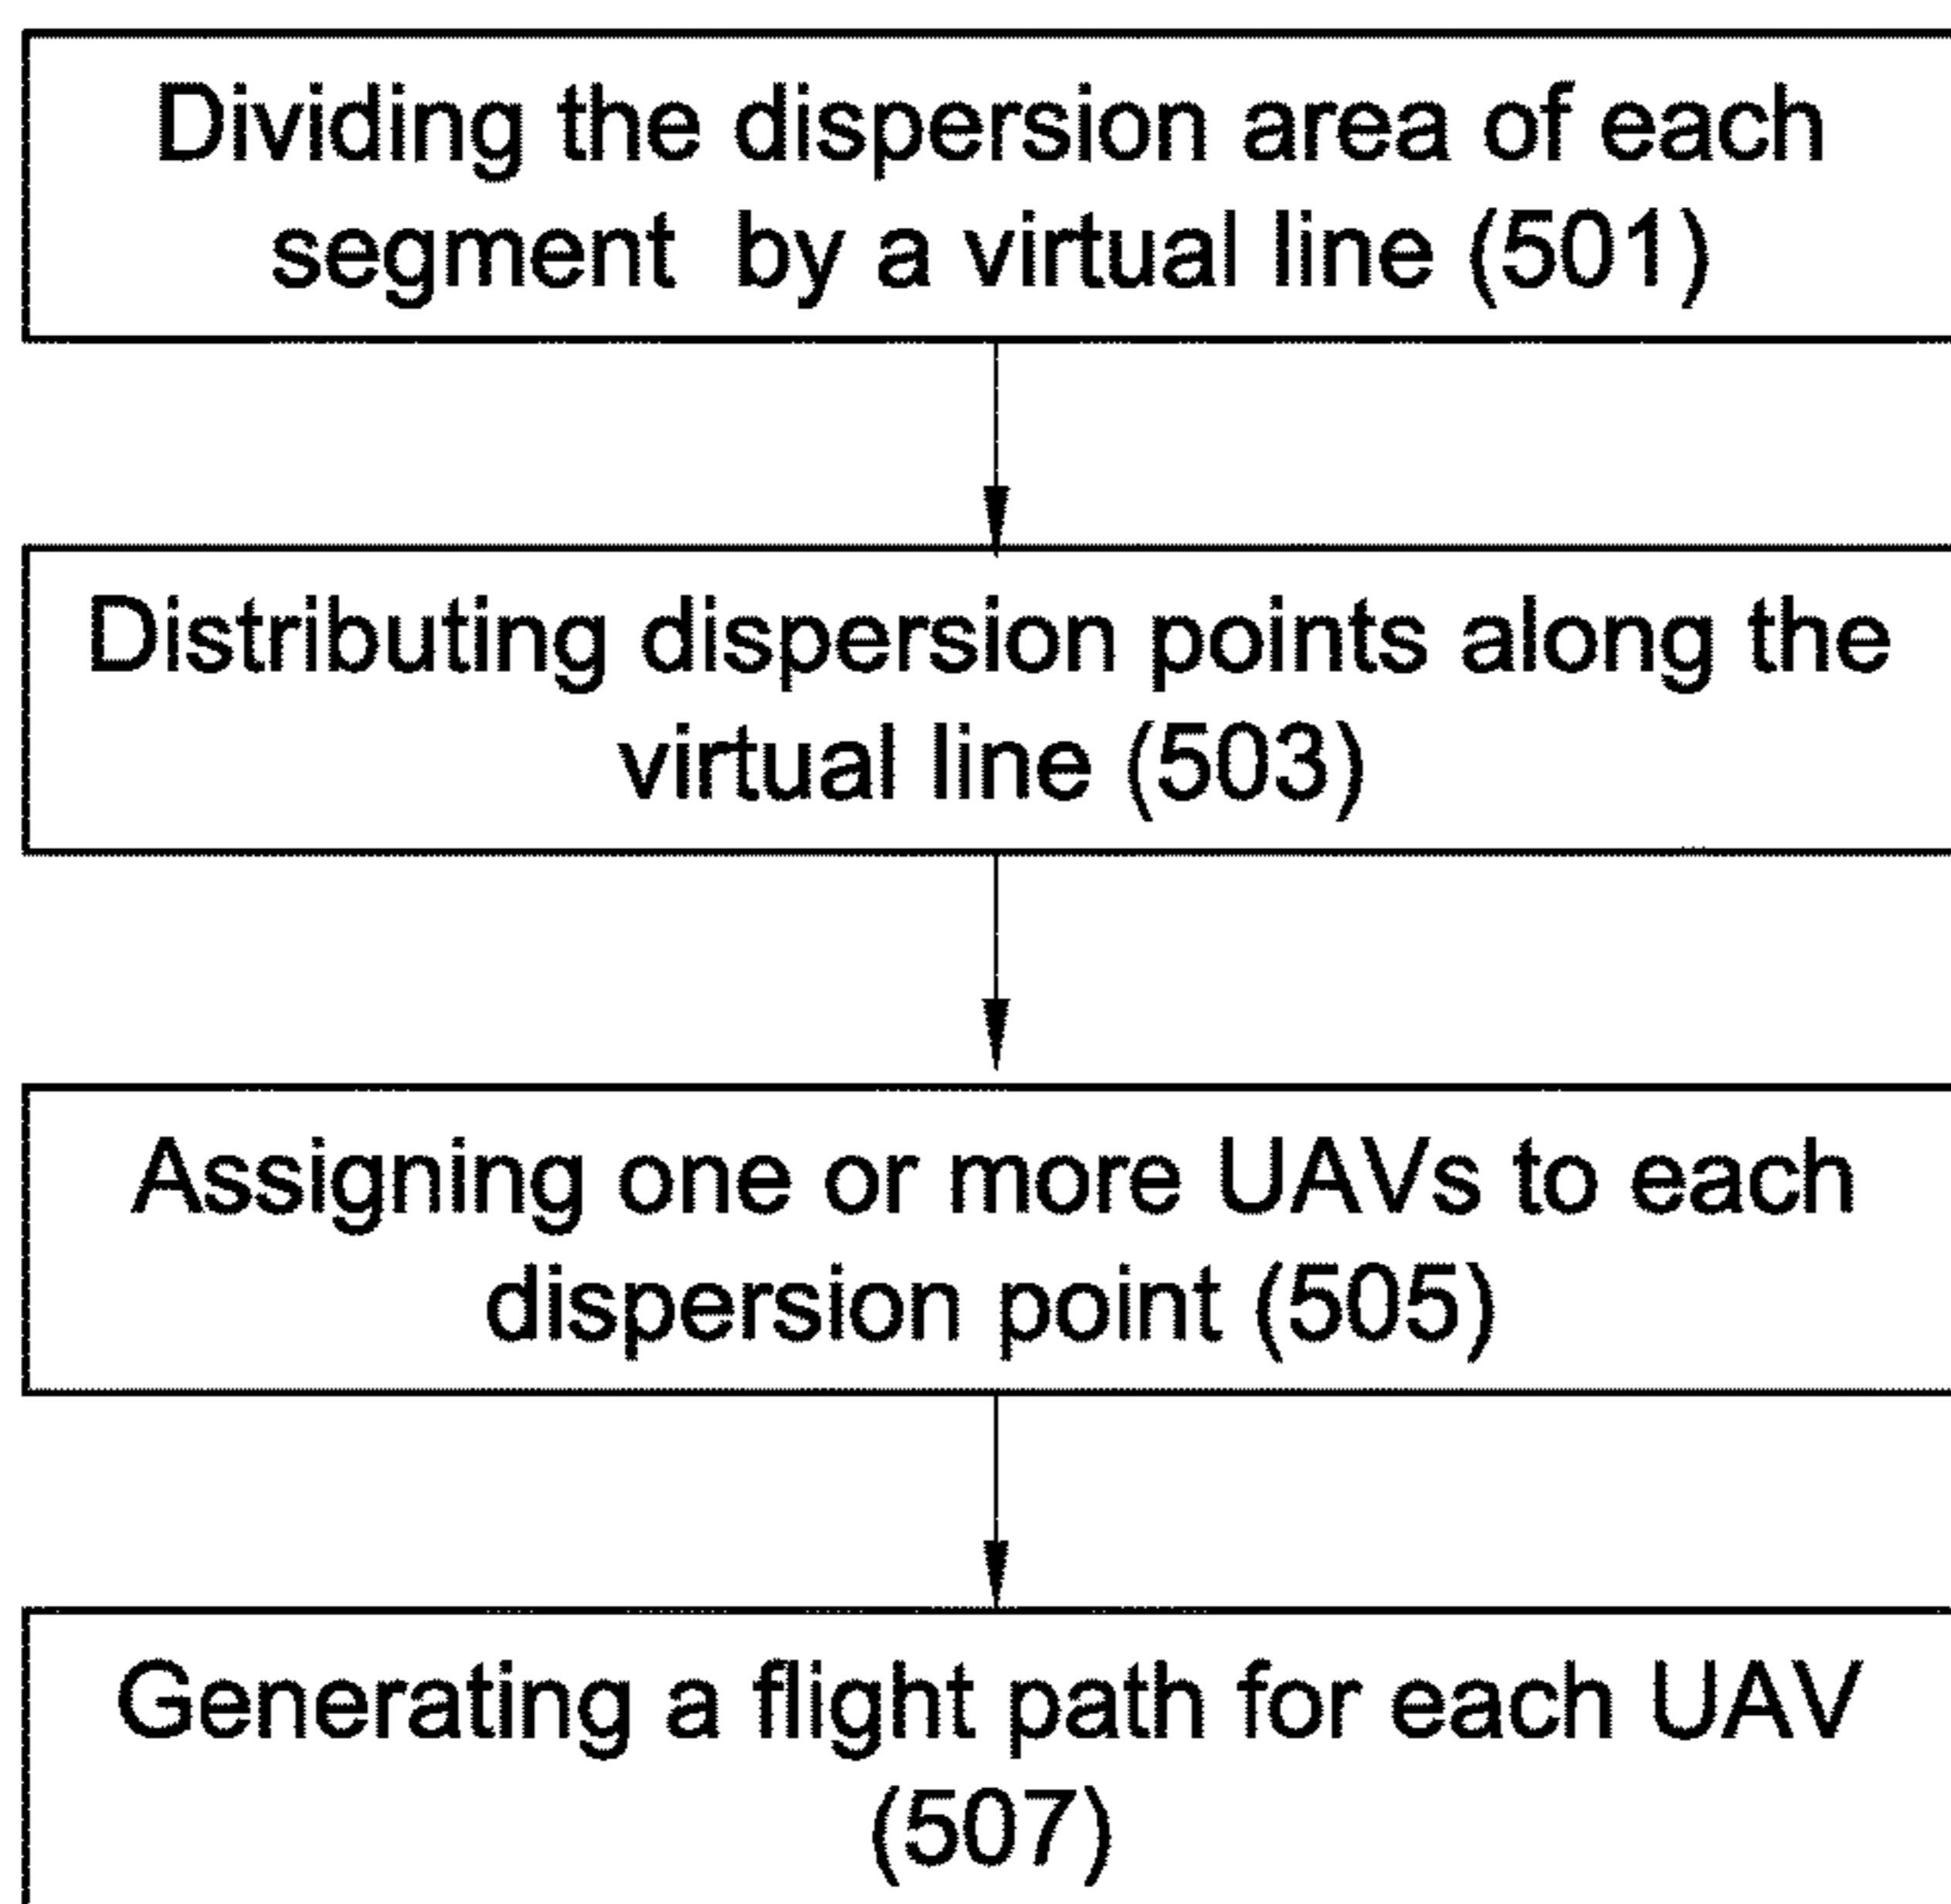 Dividing the dispersion area of each
segment by a virtual line (501)
Distributing dispersion points along the
virtual line (503)
Assigning one or more UAVs to each
dispersion point (505)
Generating a flight path for each UAV
(507)